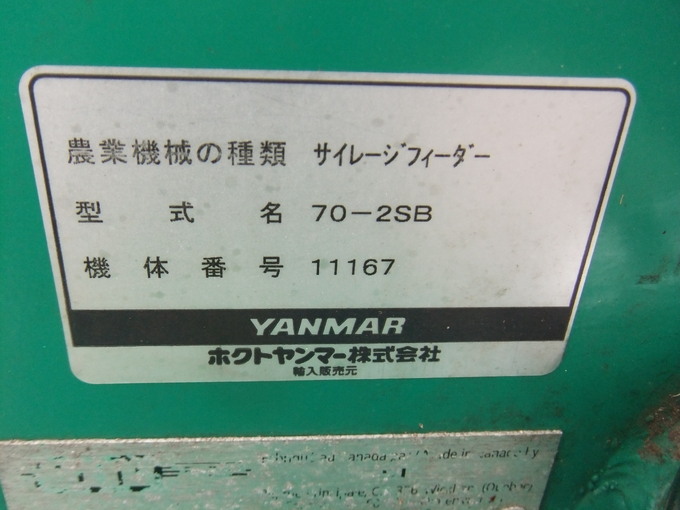 農業機械の種類 サイレージフィーダー
型式名 70-2SB
機体番号 11167
YANMAR
ホクトヤンマー株式会社
輸入販売元